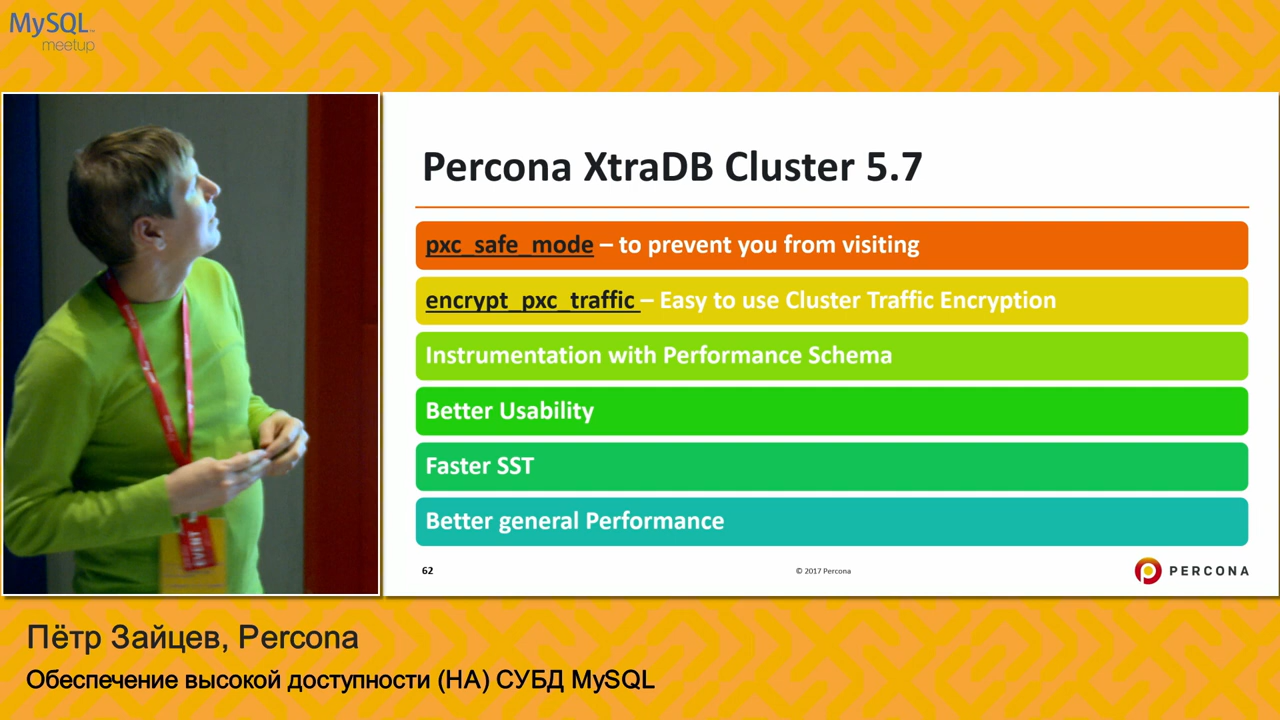 MySQL
meetup
Percona XtraDB Cluster 5.7
pxc_safe_mode – to prevent you from visiting
encrypt_pxc_traffic – Easy to use Cluster Traffic Encryption
Instrumentation with Performance Schema
Better Usability
Faster SST
Better general Performance
62
© 2017 Percona
PERCONA
EVENT
Пётр Зайцев, Percona
Обеспечение высокой доступности (HA) СУБД MySQL